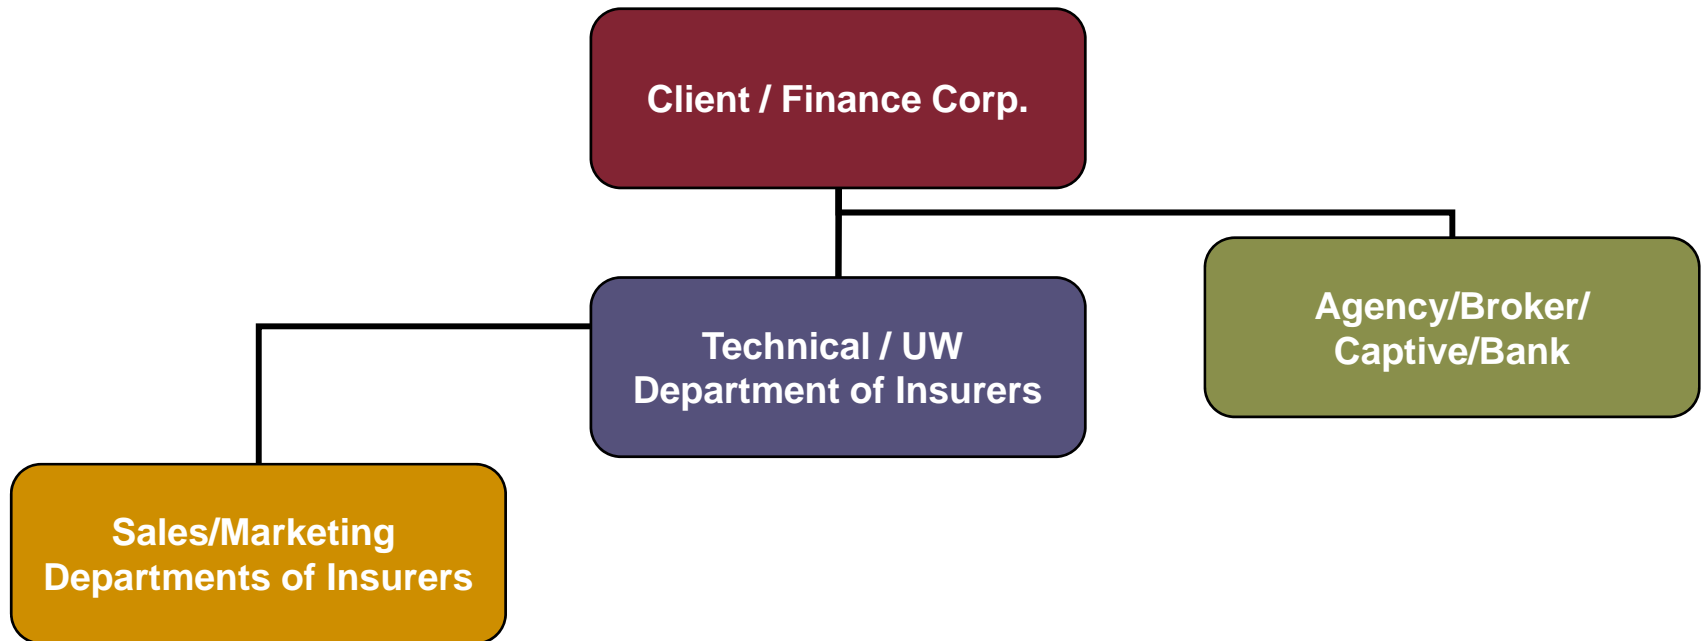 Client / Finance Corp.
Technical / UW
Department of Insurers
Agency/Broker/
Captive/Bank
Sales/Marketing
Departments of Insurers